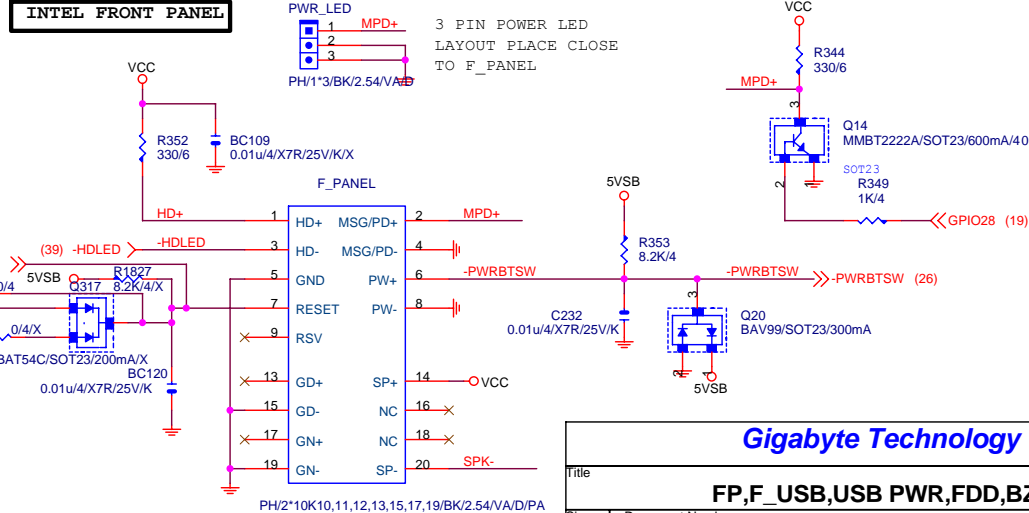 INTEL FRONT PANEL
PWR_LED
1
2
3
MPD+
3 PIN POWER LED
LAYOUT PLACE CLOSE
TO F_PANEL
PH/1*3/BK/2.54/VA/D
VCC
R352
330/6
BC109
0.01u/4/X7R/25V/K/X
VCC
R344
330/6
MPD+
3
Q14
MMBT2222A/SOT23/600mA/40
SOT23
2
1
R349
1K/4
GPIO28 (19)
F_PANEL
HD+
1
HD+
MSG/PD+
2
MPD+
(39) -HDLED
-HDLED
3
HD-
MSG/PD-
4
5
GND
PW+
6
-PWRBTSW
-PWRBTSW
-PWRBTSW (26)
7
RESET
PW-
8
9
RSV
13
GD+
SP+
14
VCC
15
GD-
NC
16
17
GN+
NC
18
19
GN-
SP-
20
SPK-
5VSB
R1827
8.2K/4/X
0/4
Q317
0/4/X
BAT54C/SOT23/200mA/X
BC120
0.01u/4/X7R/25V/K
5VSB
R353
8.2K/4
C232
0.01u/4/X7R/25V/K
3
Q20
BAV99/SOT23/300mA
2
1
5VSB
PH/2*10K10,11,12,13,15,17,19/BK/2.54/VA/D/PA
Gigabyte Technology
Title
FP,F_USB,USB PWR,FDD,BZ